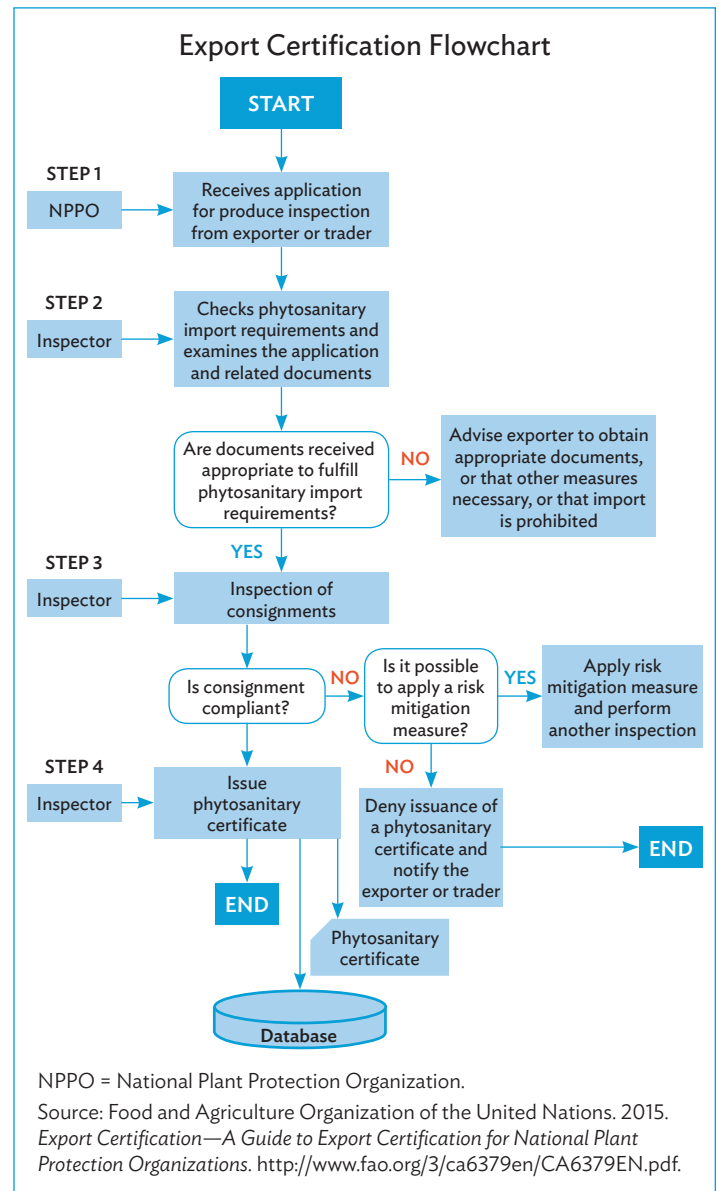 Export Certification Flowchart
START
STEP 1
NPPO
Receives application
for produce inspection
from exporter or trader
STEP 2
Inspector
Checks phytosanitary
import requirements and
examines the application
and related documents
Are documents received
appropriate to fulfill
phytosanitary import
requirements?
NO
Advise exporter to obtain
appropriate documents,
or that other measures
necessary, or that import
is prohibited
YES
STEP 3
Inspector
Inspection of
consignments
Is consignment
compliant?
NO
Is it possible
to apply a risk
mitigation
measure?
YES
Apply risk
mitigation measure
and perform
another inspection
NO
STEP 4
Inspector
Issue
phytosanitary
certificate
Deny issuance of
a phytosanitary
certificate and
notify the
exporter or trader
END
END
Phytosanitary
certificate
Database
NPPO = National Plant Protection Organization.
Source: Food and Agriculture Organization of the United Nations. 2015.
Export Certification—A Guide to Export Certification for National Plant
Protection Organizations. http://www.fao.org/3/ca6379en/CA6379EN.pdf.